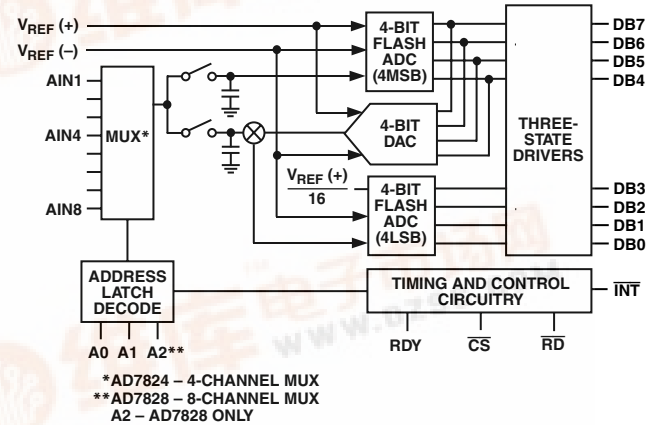 VREF (+)
VREF (–)
AIN1
AIN4
AIN8
MUX*
4-BIT
FLASH
ADC
(4MSB)
4-BIT
DAC
VREF (+)
16
4-BIT
FLASH
ADC
(4LSB)
THREE-
STATE
DRIVERS
DB7
DB6
DB5
DB4
DB3
DB2
DB1
DB0
ADDRESS
LATCH
DECODE
TIMING AND CONTROL
CIRCUITRY
INT
A0 A1 A2**
RDY CS RD
*AD7824 – 4-CHANNEL MUX
**AD7828 – 8-CHANNEL MUX
A2 – AD7828 ONLY